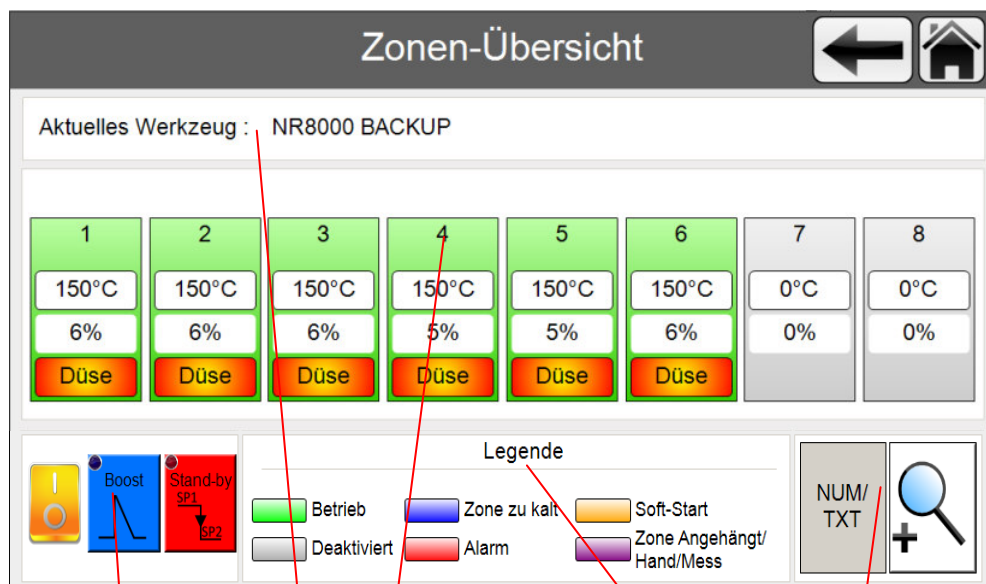 Zonen-Übersicht
Aktuelles Werkzeug : NR8000 BACKUP
1 2 3 4 5 6 7 8
150°C 150°C 150°C 150°C 150°C 150°C 0°C 0°C
6% 6% 6% 5% 5% 6% 0% 0%
Düse Düse Düse Düse Düse Düse
Boost
Stand-by
SP1
SP2
Legende
Betrieb Zone zu kalt Soft-Start
Deaktiviert Alarm Zone Angehängt/
Hand/Mess
NUM/
TXT